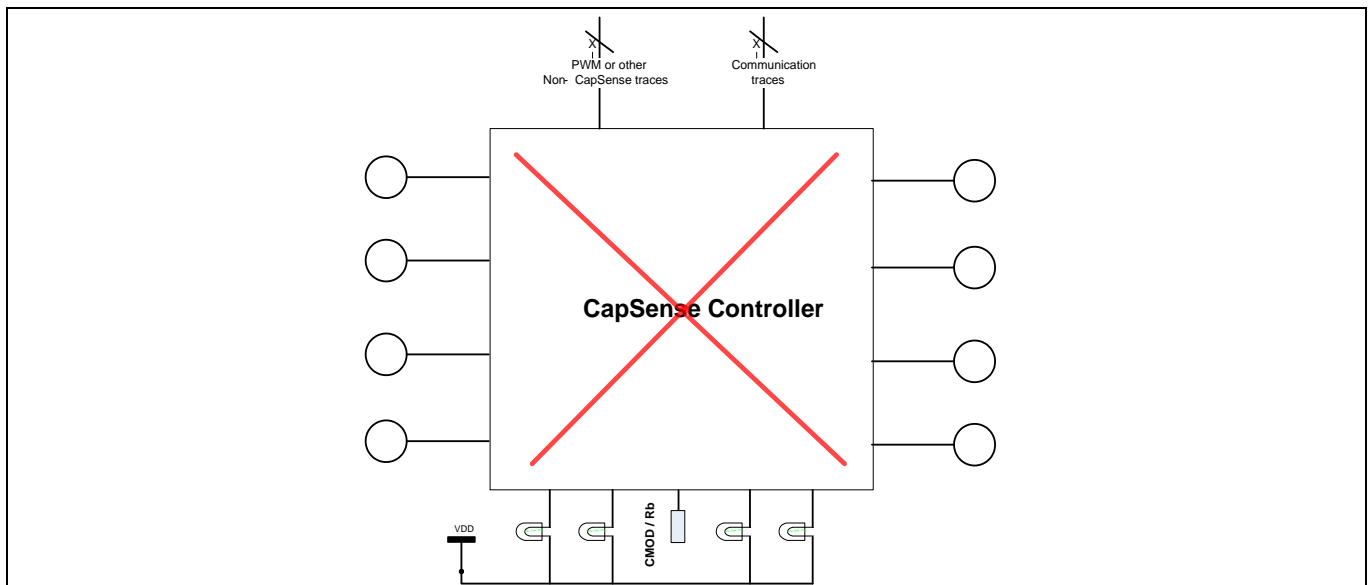 X
X
PWM or other
Non- CapSense traces
Communication
traces
CapSense Controller
CMOD / Rb
VDD